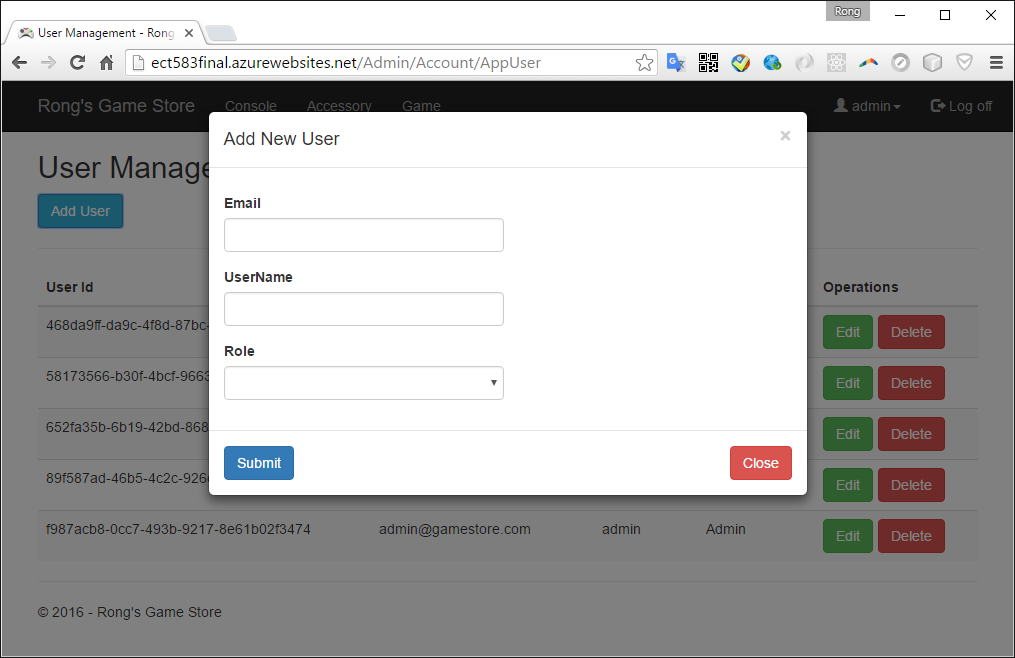 Rong
User Management - Rong
ect583final.azurewebsites.net/Admin/Account/AppUser
Rong's Game Store Console Accessory Game admin Log off
Add New User ×
User Manage
Add User
Email
UserName
Role
User Id Operations
468da9ff-da9c-4f8d-87bc- Edit Delete
58173566-b30f-4bcf-9663 Edit Delete
652fa35b-6b19-42bd-868 Edit Delete
89f587ad-46b5-4c2c-926 Edit Delete
Submit Close
f987acb8-0cc7-493b-9217-8e61b02f3474 admin@gamestore.com admin Admin Edit Delete
© 2016 - Rong's Game Store